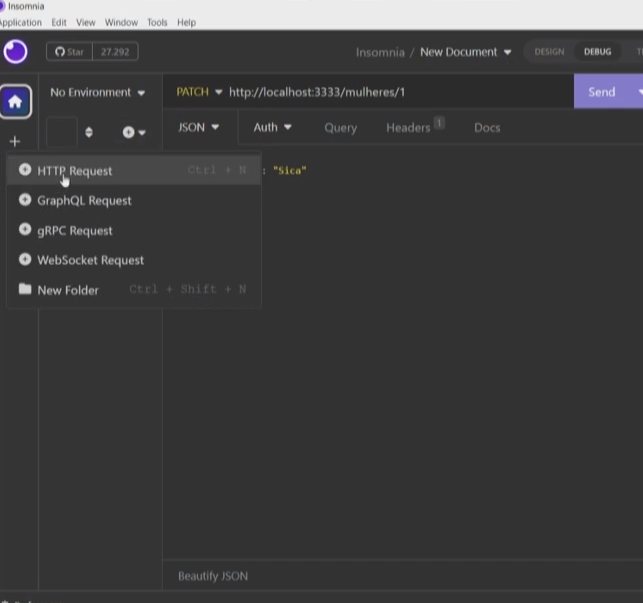 Insomnia
Application Edit View Window Tools Help
Star 27.292
Insomnia / New Document DESIGN DEBUG
No Environment PATCH http://localhost:3333/mulheres/1 Send
JSON Auth Query Headers 1 Docs
HTTP Request Ctrl + N : "Sica"
GraphQL Request
gRPC Request
WebSocket Request
New Folder Ctrl + Shift + N
Beautify JSON